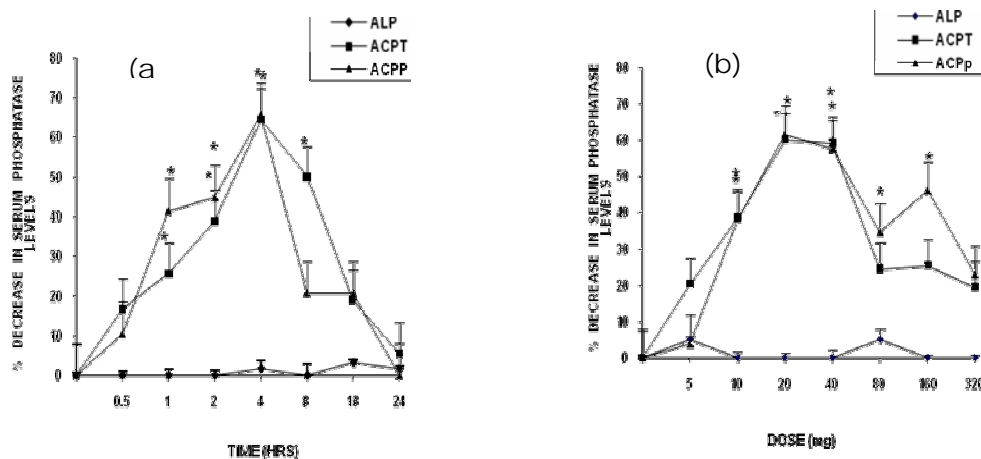 ALP
ACPT
ACPP
(a
80
70
60
50
40
30
20
10
0
% DECREASE IN SERUM PHOSPHATASE
LEVELS
0.5 1 2 4 8 18 24
TIME (HRS)
ALP
ACPT
ACPp
(b)
80
70
60
50
40
30
20
10
0
% DECREASE IN SERUM PHOSPHATASE
LEVELS
5 10 20 40 80 160 320
DOSE (mg)